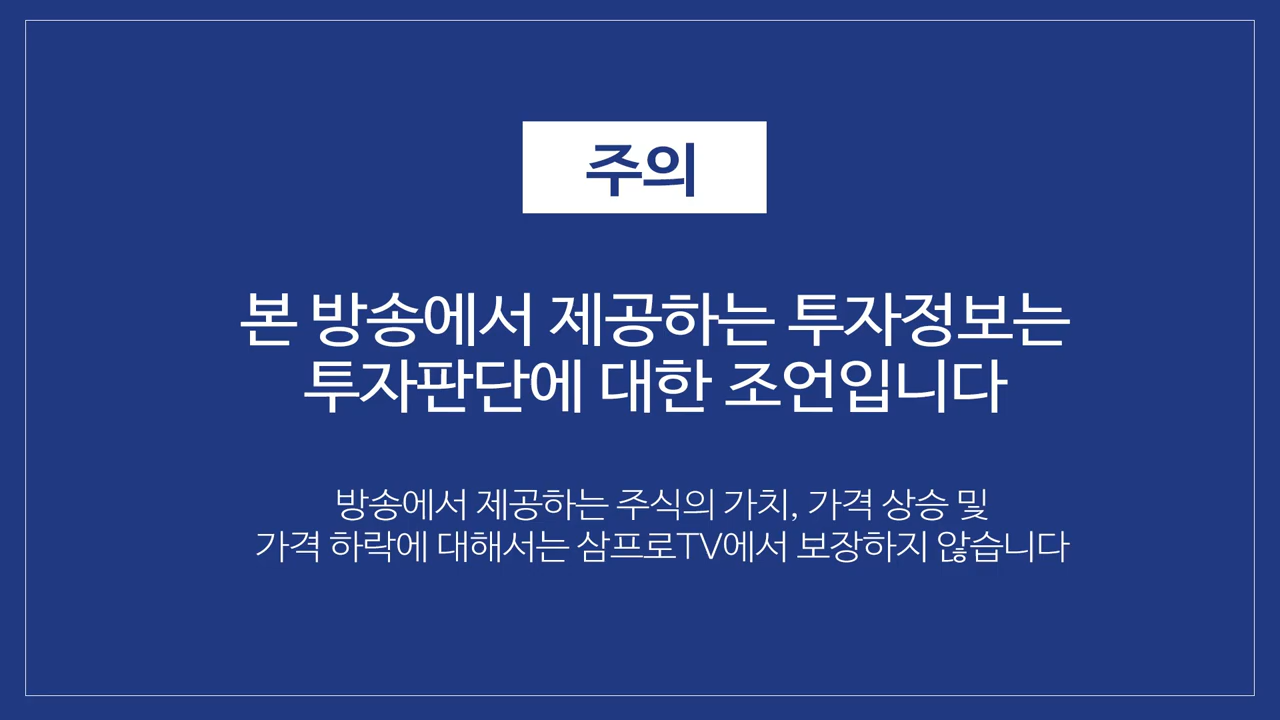 주의
본 방송에서 제공하는 투자정보는
투자판단에 대한 조언입니다
방송에서 제공하는 주식의 가치, 가격 상승 및
가격 하락에 대해서는 삼프로TV에서 보장하지 않습니다